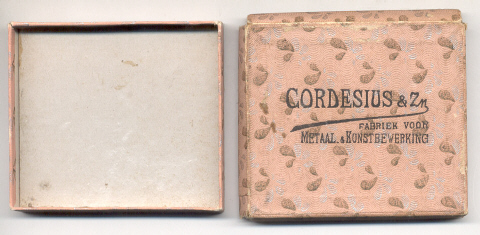 CORDESIUS & Zn
FABRIEK VOOR
METAAL & KONSTBEWERKING